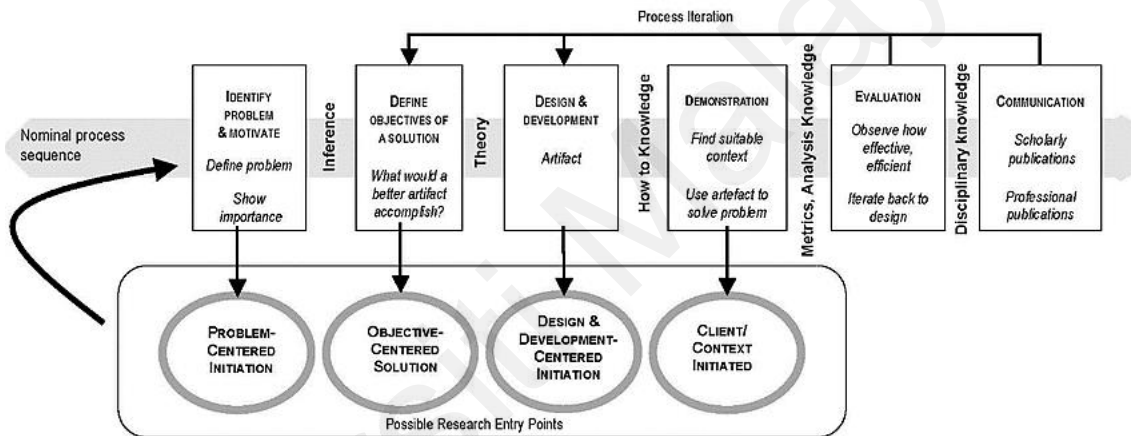 Process Iteration
Nominal process
sequence
IDENTIFY
PROBLEM
& MOTIVATE
Define problem
Show
importance
Inference
DEFINE
OBJECTIVES OF
A SOLUTION
What would a
better artifact
accomplish?
Theory
DESIGN &
DEVELOPMENT
Artifact
How to Knowledge
DEMONSTRATION
Find suitable
context
Use artefact to
solve problem
Metrics, Analysis Knowledge
EVALUATION
Observe how
effective,
efficient
Iterate back to
design
Disciplinary knowledge
COMMUNICATION
Scholarly
publications
Professional
publications
PROBLEM-
CENTERED
INITIATION
OBJECTIVE-
CENTERED
SOLUTION
DESIGN &
DEVELOPMENT-
CENTERED
INITIATION
CLIENT/
CONTEXT
INITIATED
Possible Research Entry Points